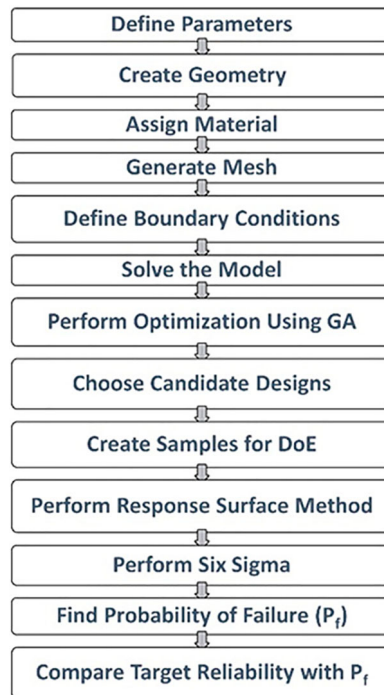 Define Parameters
Create Geometry
Assign Material
Generate Mesh
Define Boundary Conditions
Solve the Model
Perform Optimization Using GA
Choose Candidate Designs
Create Samples for DoE
Perform Response Surface Method
Perform Six Sigma
Find Probability of Failure (Pf)
Compare Target Reliability with Pf